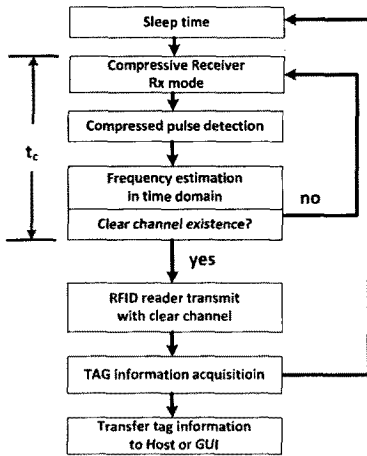 Sleep time
Compressive Receiver
Rx mode
Compressed pulse detection
tc
Frequency estimation
in time domain
Clear channel existence?
no
yes
RFID reader transmit
with clear channel
TAG information acquisitioin
Transfer tag information
to Host or GUI